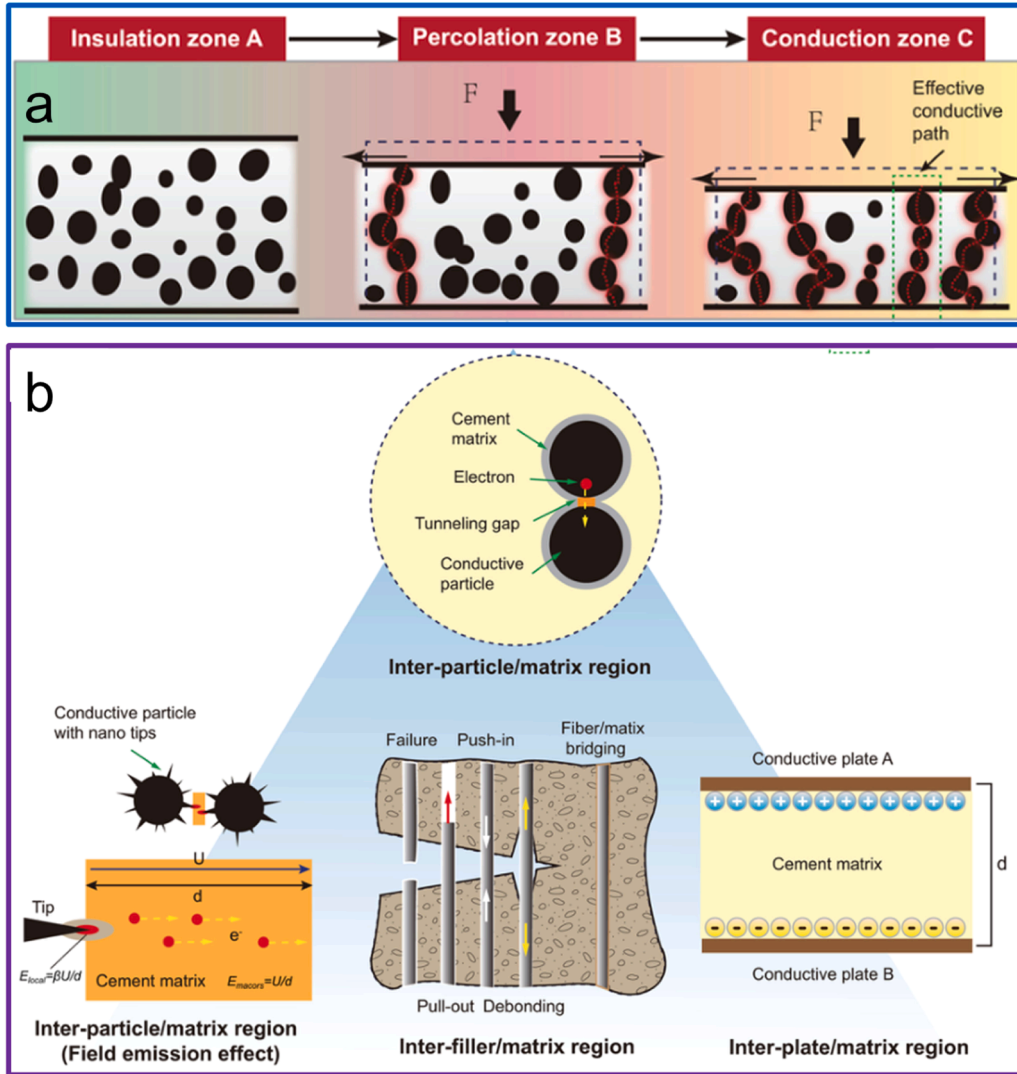 Insulation zone A
Percolation zone B
Conduction zone C
a
F
F
Effective
conductive
path
b
Cement
matrix
Electron
Tunneling gap
Conductive
particle
Inter-particle/matrix region
Conductive particle
with nano tips
U
d
Tip
e-
Elocal=βU/d
Cement matrix
Emacors=U/d
Inter-particle/matrix region
(Field emission effect)
Failure
Push-in
Fiber/matix
bridging
Pull-out
Debonding
Inter-filler/matrix region
Conductive plate A
+ + + + + + + + + + + +
Cement matrix
d
- - - - - - - - - - - -
Conductive plate B
Inter-plate/matrix region